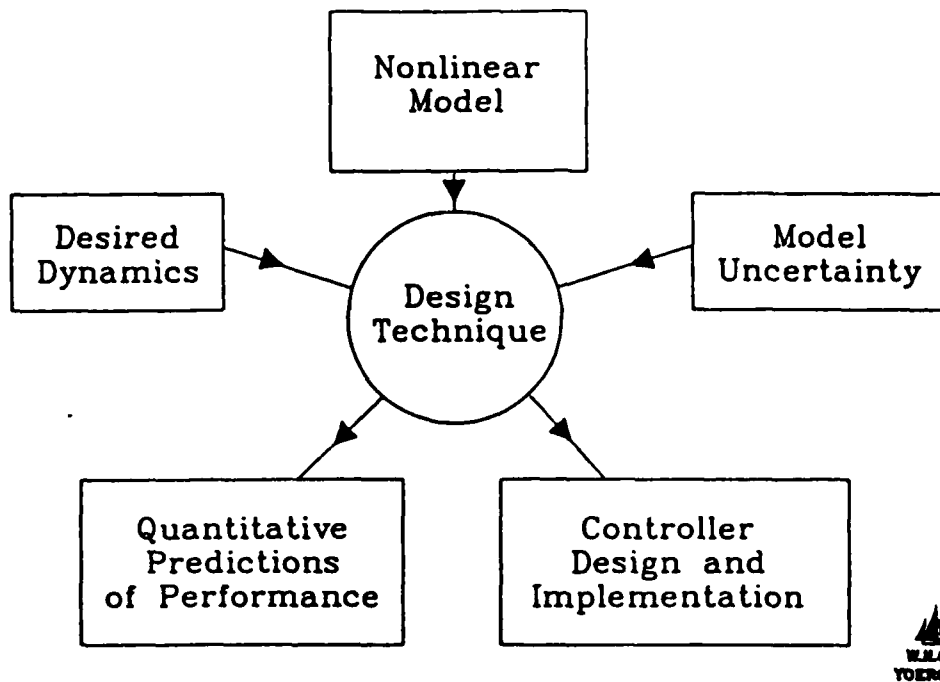 Nonlinear
Model
Desired
Dynamics
Model
Uncertainty
Design
Technique
Quantitative
Predictions
of Performance
Controller
Design and
Implementation